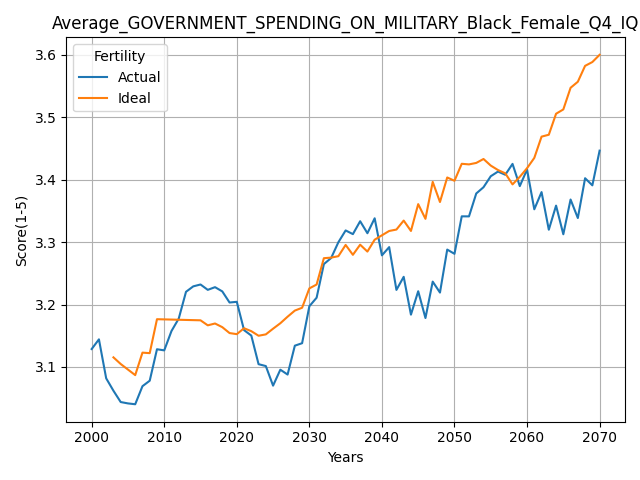 Average_GOVERNMENT_SPENDING_ON_MILITARY_Black_Female_Q4_IQ
Fertility
Actual
Ideal
3.6
3.5
3.4
3.3
3.2
3.1
Score(1-5)
2000 2010 2020 2030 2040 2050 2060 2070
Years